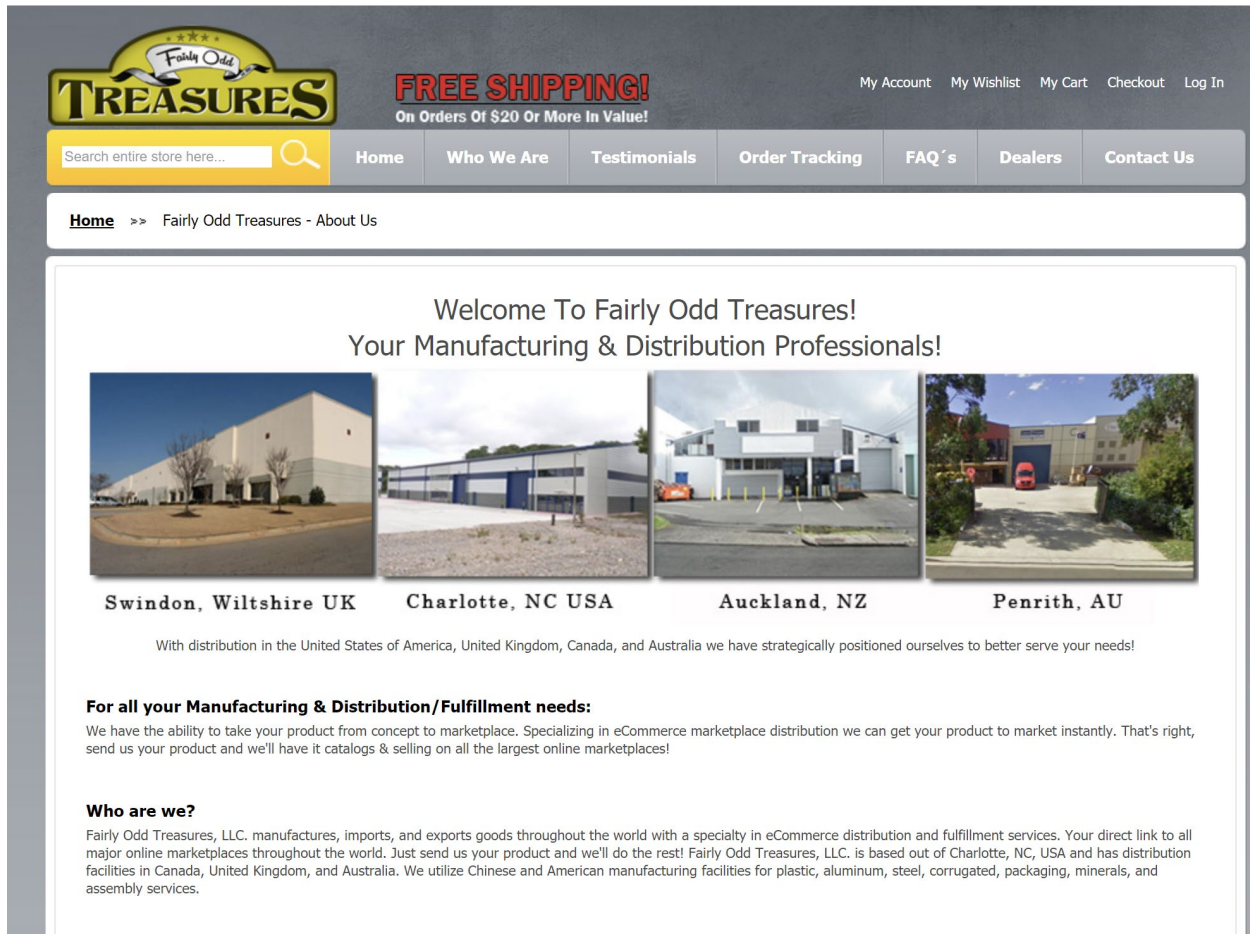 Fairly Odd
TREASURES
FREE SHIPPING!
On Orders Of $20 Or More In Value!
My Account My Wishlist My Cart Checkout Log In
Search entire store here...
Home Who We Are Testimonials Order Tracking FAQ´s Dealers Contact Us
Home >> Fairly Odd Treasures - About Us
Welcome To Fairly Odd Treasures!
Your Manufacturing & Distribution Professionals!
Swindon, Wiltshire UK Charlotte, NC USA Auckland, NZ Penrith, AU
With distribution in the United States of America, United Kingdom, Canada, and Australia we have strategically positioned ourselves to better serve your needs!
For all your Manufacturing & Distribution/Fulfillment needs:
We have the ability to take your product from concept to marketplace. Specializing in eCommerce marketplace distribution we can get your product to market instantly. That's right,
send us your product and we'll have it catalogs & selling on all the largest online marketplaces!
Who are we?
Fairly Odd Treasures, LLC. manufactures, imports, and exports goods throughout the world with a specialty in eCommerce distribution and fulfillment services. Your direct link to all
major online marketplaces throughout the world. Just send us your product and we'll do the rest! Fairly Odd Treasures, LLC. is based out of Charlotte, NC, USA and has distribution
facilities in Canada, United Kingdom, and Australia. We utilize Chinese and American manufacturing facilities for plastic, aluminum, steel, corrugated, packaging, minerals, and
assembly services.